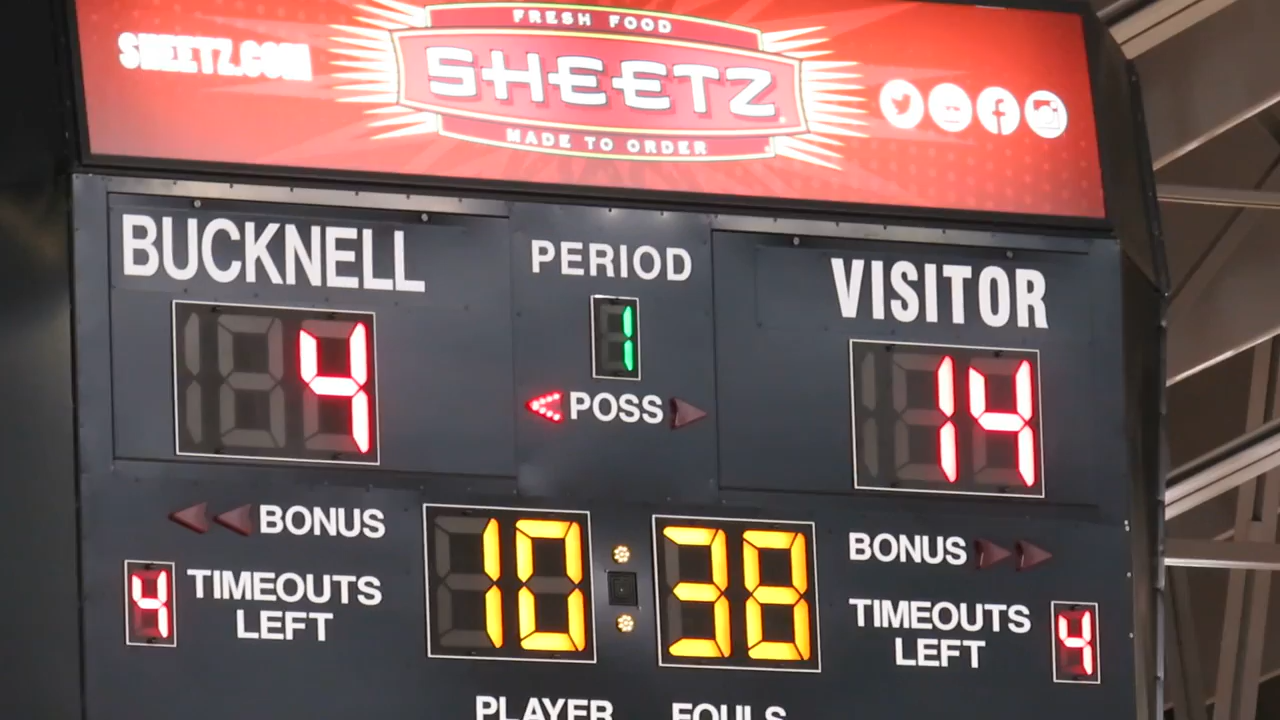 FRESH FOOD
SHEETZ.COM
SHEETZ
MADE TO ORDER
BUCKNELL
PERIOD
VISITOR
4
1
14
POSS
BONUS
10:38
BONUS
4
TIMEOUTS
LEFT
TIMEOUTS
LEFT
4
PLAYER
FOULS